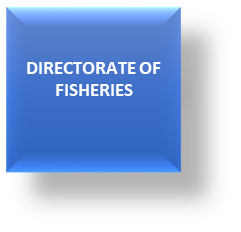 DIRECTORATE OF
FISHERIES